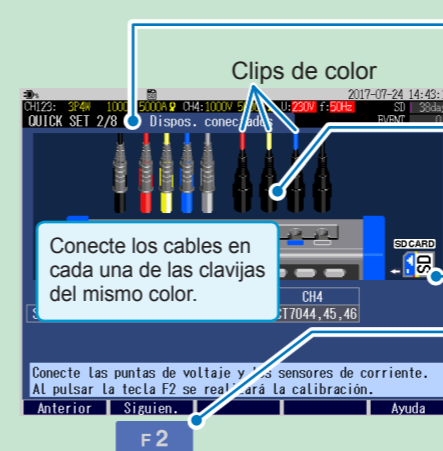 Clips de color
2017-07-24 14:43:
CH123: 3P4W 1000 5000A CH4: 1000V U:230V f:50Hz SD 38day
QUICK SET 2/8 Dispos. conectados EVENT 0
Conecte los cables en
cada una de las clavijas
del mismo color.
SD CARD
SD
CH4
CT7044,45,46
Conecte las puntas de voltaje y sensores de corriente.
Al pulsar la tecla F2 se realizará la calibración.
Anterior Siguien. Ayuda
F2